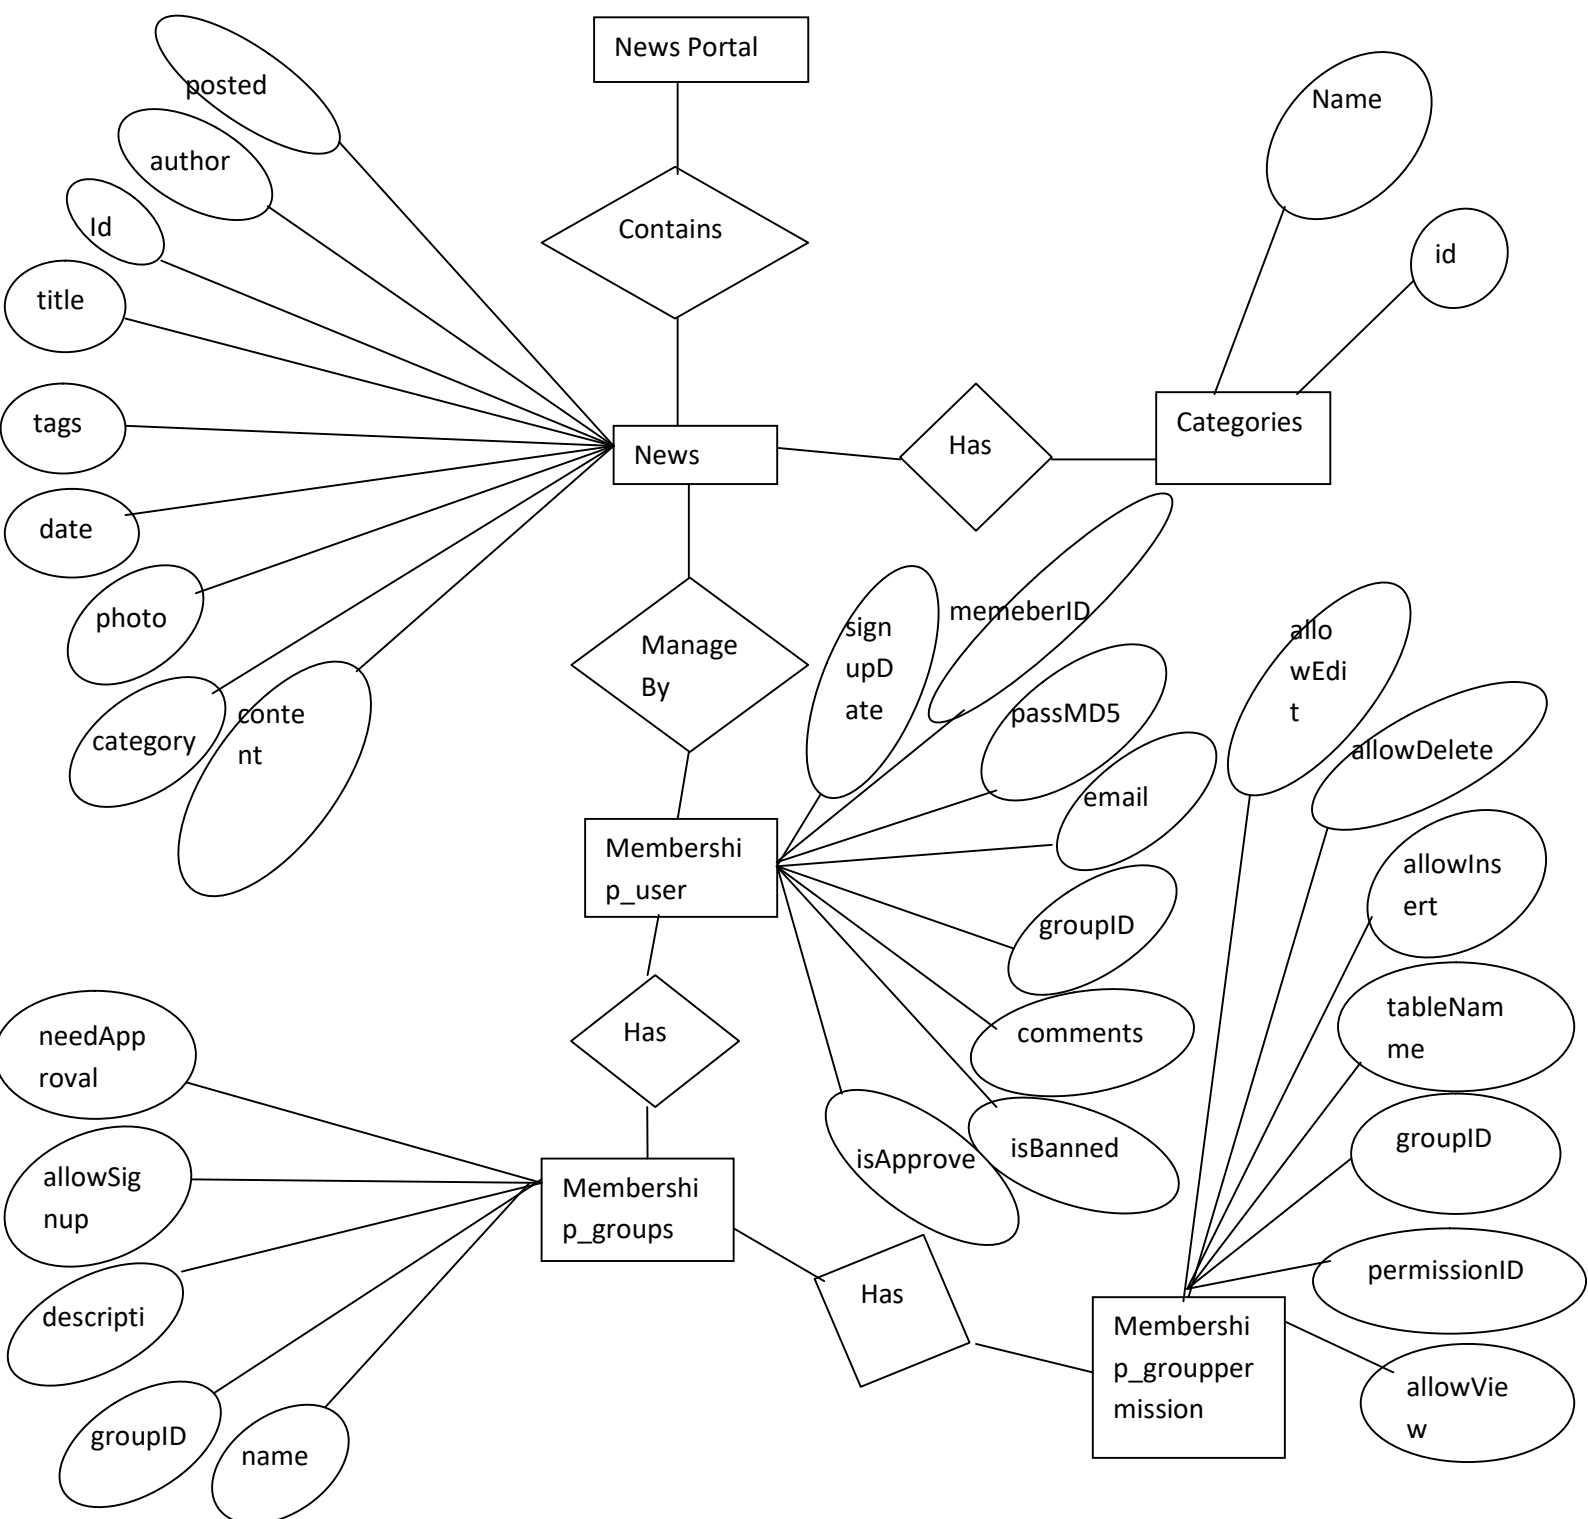 News Portal
posted
Name
author
Id
Contains
id
title
tags
Categories
Has
News
date
photo
memeberID
sign
upD
ate
allo
wEdi
t
Manage
By
category
conte
nt
passMD5
allowDelete
email
Membershi
p_user
allowIns
ert
groupID
tableNam
me
comments
Has
needApp
roval
groupID
isBanned
isApprove
allowSig
nup
Membershi
p_groups
permissionID
Has
descripti
Membershi
p_groupper
mission
allowVie
w
groupID
name